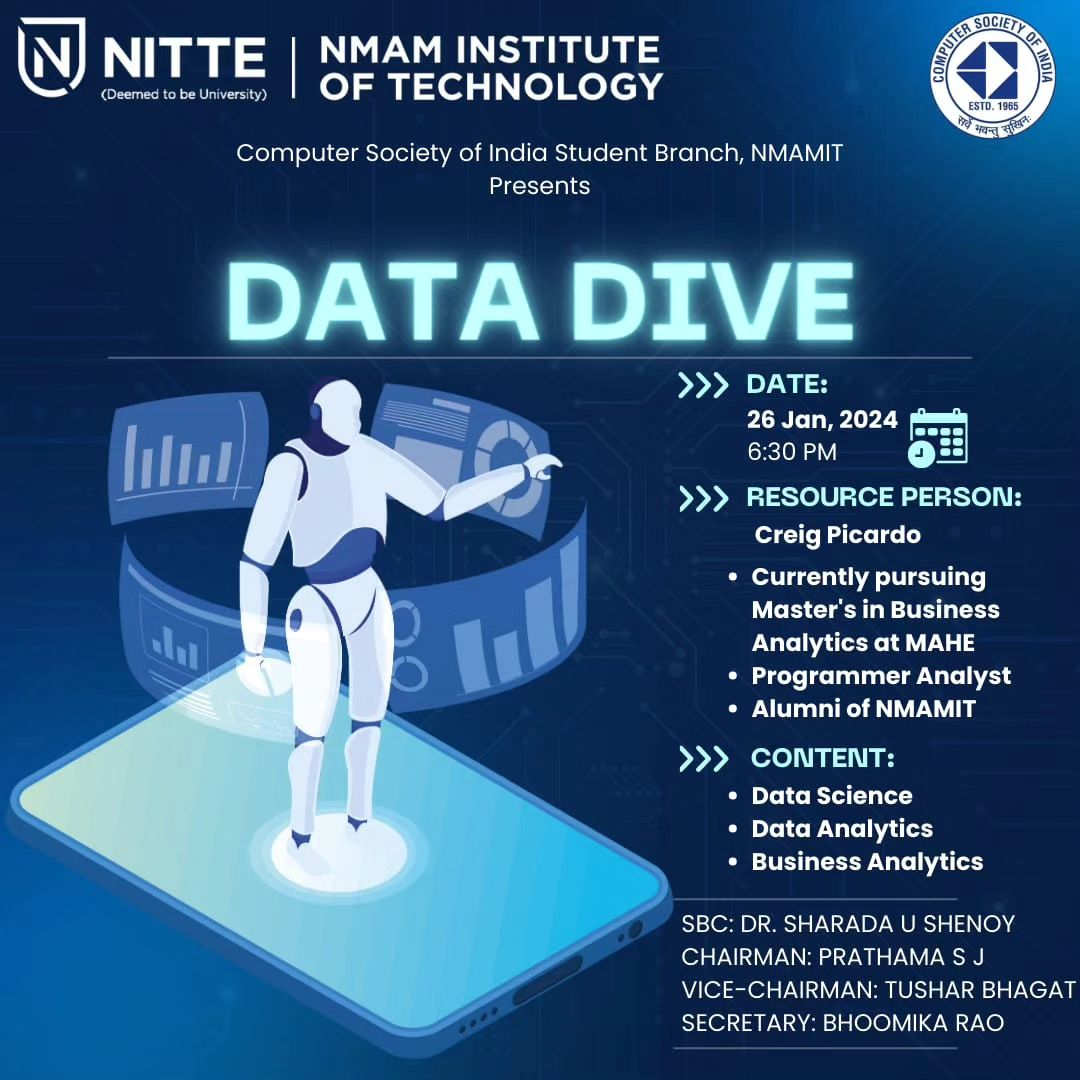 NITTE
(Deemed to be University)
NMAM INSTITUTE
OF TECHNOLOGY
COMPUTER SOCIETY OF INDIA
ESTD. 1965
सर्वे भवन्तु सुखिनः
Computer Society of India Student Branch, NMAMIT
Presents
DATA DIVE
>>> DATE:
26 Jan, 2024
6:30 PM
>>> RESOURCE PERSON:
Creig Picardo
• Currently pursuing
Master's in Business
Analytics at MAHE
• Programmer Analyst
• Alumni of NMAMIT
>>> CONTENT:
• Data Science
• Data Analytics
• Business Analytics
SBC: DR. SHARADA U SHENOY
CHAIRMAN: PRATHAMA S J
VICE-CHAIRMAN: TUSHAR BHAGAT
SECRETARY: BHOOMIKA RAO